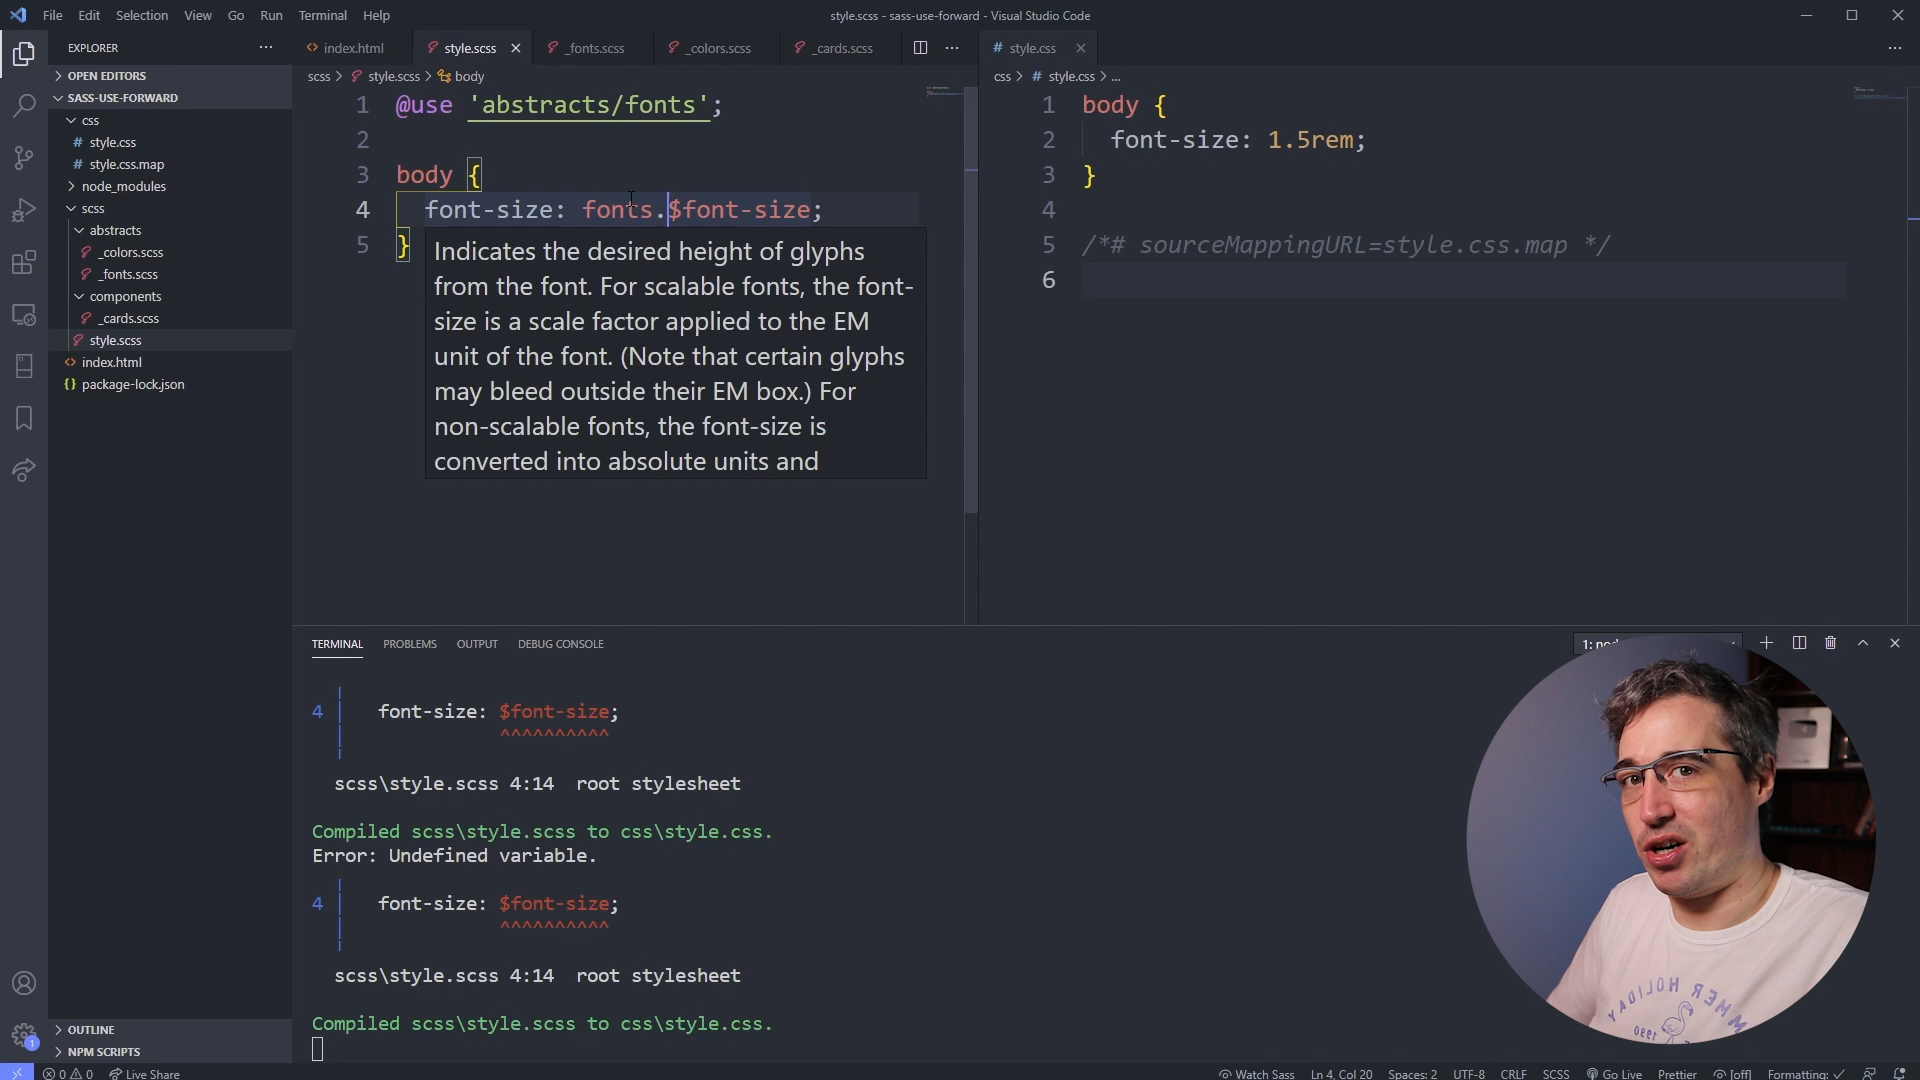 File Edit Selection View Go Run Terminal Help
style.scss - sass-use-forward - Visual Studio Code
EXPLORER
OPEN EDITORS
SASS-USE-FORWARD
css
style.css
style.css.map
node_modules
scss
abstracts
_colors.scss
_fonts.scss
components
_cards.scss
style.scss
index.html
package-lock.json
OUTLINE
NPM SCRIPTS
index.html style.scss _fonts.scss _colors.scss _cards.scss
scss > style.scss > body
1 @use 'abstracts/fonts';
2
3 body {
4 font-size: fonts.$font-size;
5 }
Indicates the desired height of glyphs
from the font. For scalable fonts, the font-
size is a scale factor applied to the EM
unit of the font. (Note that certain glyphs
may bleed outside their EM box.) For
non-scalable fonts, the font-size is
converted into absolute units and
style.css
css > style.css > ...
1 body {
2 font-size: 1.5rem;
3 }
4
5 /*# sourceMappingURL=style.css.map */
6
TERMINAL PROBLEMS OUTPUT DEBUG CONSOLE
4 font-size: $font-size;
^^^^^^^^^^
scss\style.scss 4:14 root stylesheet
Compiled scss\style.scss to css\style.css.
Error: Undefined variable.
4 font-size: $font-size;
^^^^^^^^^^
scss\style.scss 4:14 root stylesheet
Compiled scss\style.scss to css\style.css.
1
0 0 Live Share
Watch Sass Ln 4, Col 20 Spaces: 2 UTF-8 CRLF SCSS Go Live Prettier [off] Formatting: ✓